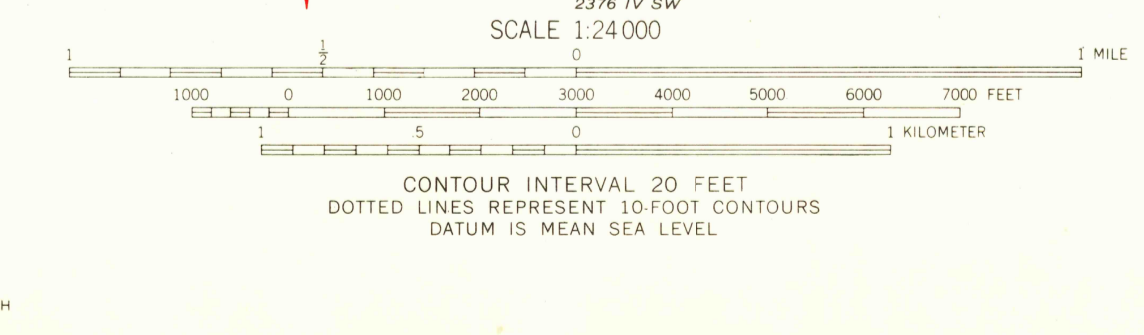 2376 IV SW
SCALE 1:24 000
1 1/2 0 1 MILE
1000 0 1000 2000 3000 4000 5000 6000 7000 FEET
1 .5 0 1 KILOMETER
CONTOUR INTERVAL 20 FEET
DOTTED LINES REPRESENT 10-FOOT CONTOURS
DATUM IS MEAN SEA LEVEL
H